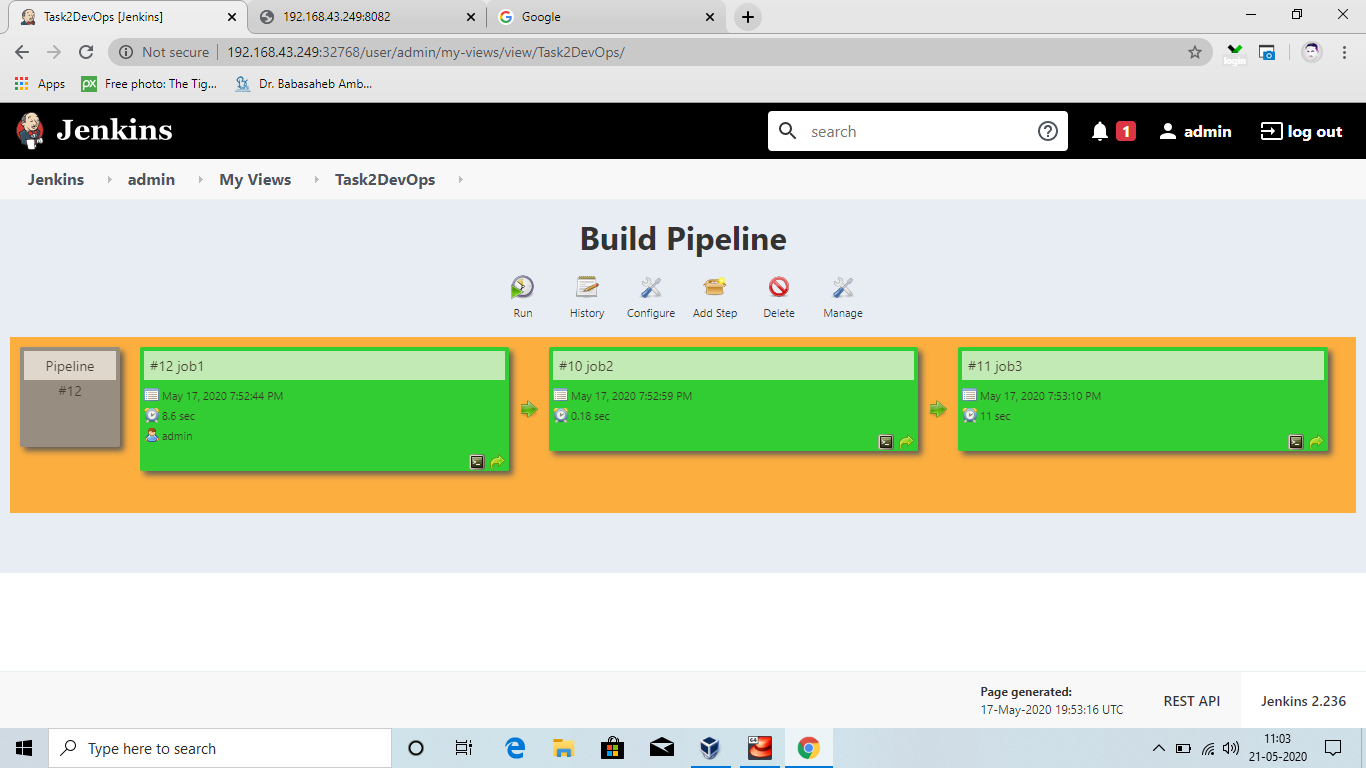 Task2DevOps [Jenkins]
192.168.43.249:8082
Google
Not secure
192.168.43.249:32768/user/admin/my-views/view/Task2DevOps/
login
Apps
px
Free photo: The Tig...
Dr. Babasaheb Amb...
Jenkins
search
1
admin
log out
Jenkins
admin
My Views
Task2DevOps
Build Pipeline
Run
History
Configure
Add Step
Delete
Manage
Pipeline
#12
#12 job1
May 17, 2020 7:52:44 PM
8.6 sec
admin
#10 job2
May 17, 2020 7:52:59 PM
0.18 sec
#11 job3
May 17, 2020 7:53:10 PM
11 sec
Page generated:
17-May-2020 19:53:16 UTC
REST API
Jenkins 2.236
Type here to search
64
11:03
21-05-2020